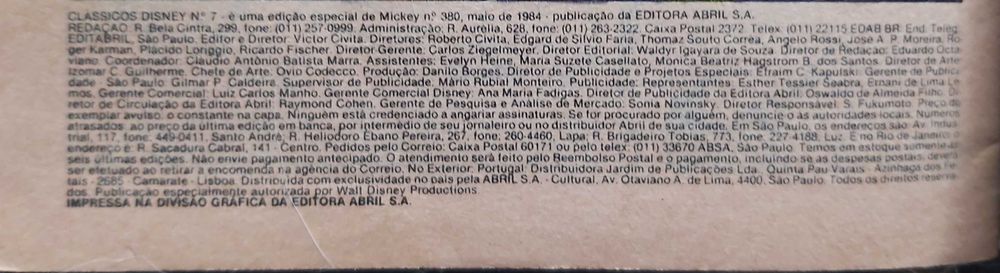 CLÁSSICOS DISNEY N.º 7 - é uma edição especial de Mickey n.º 380, maio de 1984 - publicação da EDITORA ABRIL S.A.
REDAÇÃO: R. Bela Cintra, 299, fone: (011) 257-0999. Administração: R. Aurélia, 628, fone: (011) 263-2322. Caixa Postal 2372. Telex: (011) 22115 EDAB BR End. Teleg.
EDITABRIL, São Paulo. Editor e Diretor: Victor Civita. Diretores: Roberto Civita, Edgard de Sílvio Faria, Thomaz Souto Corrêa, Angelo Rossi, José A. P. Moreira, Ro-
ger Karman, Plácido Loriggio, Ricardo Fischer. Diretor-Gerente: Carlos Ziegelmeyer. Diretor Editorial: Waldyr Igayara de Souza. Diretor de Redação: Eduardo Octa-
viano. Coordenador: Cláudio Antônio Batista Marra. Assistentes: Evelyn Heine, Maria Suzete Casellato, Monica Beatriz Hagstrom B. dos Santos. Diretor de Arte:
Izomar C. Guilherme. Chefe de Arte: Ovio Codecco. Produção: Danilo Borges. Diretor de Publicidade e Projetos Especiais: Efraim C. Kapulski. Gerente de Publici-
dade - São Paulo: Gilmar P. Caldeira. Supervisor de Publicidade: Mário Rubial Monteiro. Publicidade: Representantes: Esther Tessler Seabra, Ernani de Lima Le-
mos. Gerente Comercial: Luiz Carlos Manho. Gerente Comercial Disney: Ana Maria Fadigas. Diretor de Publicidade da Editora Abril: Oswaldo de Almeida Filho. Di-
retor de Circulação da Editora Abril: Raymond Cohen. Gerente de Pesquisa e Análise de Mercado: Sonia Novinsky. Diretor Responsável: S. Fukumoto. Preço do
exemplar avulso: o constante na capa. Ninguém está credenciado a angariar assinaturas. Se for procurado por alguém, denuncie-o às autoridades locais. Números
atrasados: ao preço da última edição em banca, por intermédio de seu jornaleiro ou no distribuidor Abril de sua cidade. Em São Paulo, os endereços são: Av. Indus-
trial, 117, fone: 449-0411, Santo André; R. Heliodoro Ébano Pereira, 267, fone: 260-4460, Lapa; R. Brigadeiro Tobias, 773, fone: 227-4188, Luz. E no Rio de Janeiro o
endereço é: R. Sacadura Cabral, 141 - Centro. Pedidos pelo Correio: Caixa Postal 60171 ou pelo telex: (011) 33670 ABSA, São Paulo. Temos em estoque somente as
seis últimas edições. Não envie pagamento antecipado. O atendimento será feito pelo Reembolso Postal e o pagamento, incluindo-se as despesas postais, deverá
ser efetuado ao retirar a encomenda na agência do Correio. No Exterior: Portugal: Distribuidora Jardim de Publicações Lda., Quinta Pau Varais - Azinhaga dos Fe-
tais - 2685 - Camarate - Lisboa. Distribuída com exclusividade no país pela ABRIL S.A. - Cultural, Av. Otaviano A. de Lima, 4400, São Paulo. Todos os direitos reserva-
dos. Publicação especialmente autorizada por Walt Disney Productions.
IMPRESSA NA DIVISÃO GRÁFICA DA EDITORA ABRIL S.A.